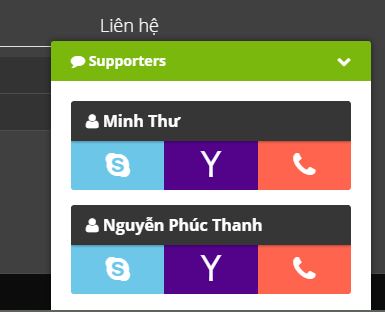 Liên hệ
Supporters
Minh Thư
S Y
Nguyễn Phúc Thanh
S Y